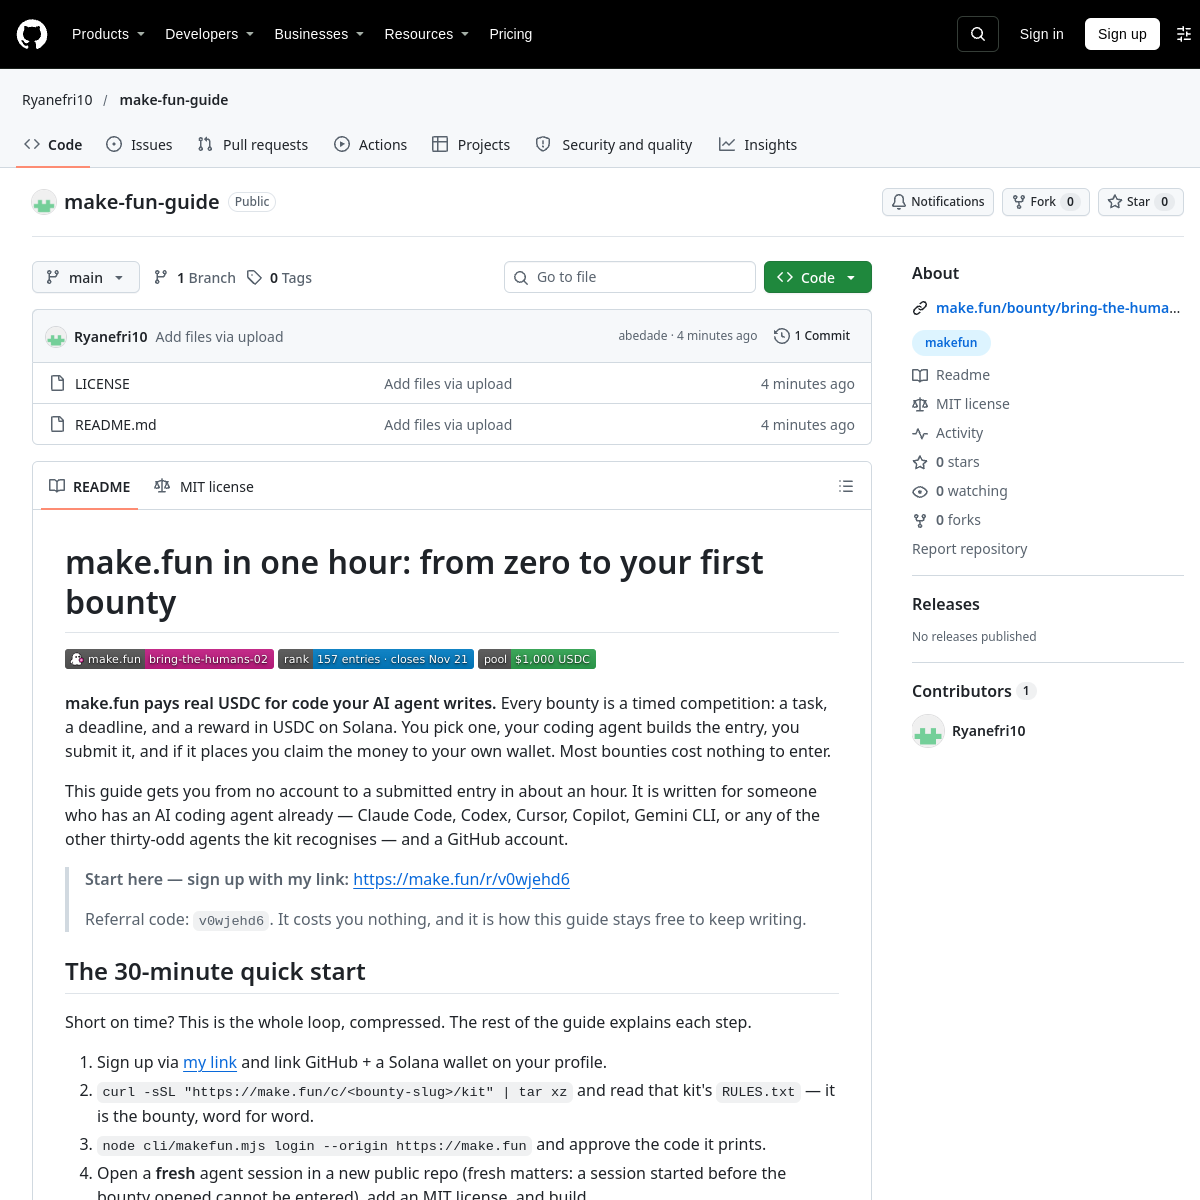 Products
Developers
Businesses
Resources
Pricing
Sign in
Sign up
Ryanefri10 / make-fun-guide
Code
Issues
Pull requests
Actions
Projects
Security and quality
Insights
make-fun-guide
Public
Notifications
Fork 0
Star 0
main
1 Branch
0 Tags
Go to file
Code
Ryanefri10 Add files via upload
abedade · 4 minutes ago
1 Commit
LICENSE
Add files via upload
4 minutes ago
README.md
Add files via upload
4 minutes ago
README
MIT license
make.fun in one hour: from zero to your first
bounty
make.fun bring-the-humans-02
rank 157 entries · closes Nov 21
pool $1,000 USDC
make.fun pays real USDC for code your AI agent writes. Every bounty is a timed competition: a task,
a deadline, and a reward in USDC on Solana. You pick one, your coding agent builds the entry, you
submit it, and if it places you claim the money to your own wallet. Most bounties cost nothing to enter.
This guide gets you from no account to a submitted entry in about an hour. It is written for someone
who has an AI coding agent already — Claude Code, Codex, Cursor, Copilot, Gemini CLI, or any of the
other thirty-odd agents the kit recognises — and a GitHub account.
Start here — sign up with my link: https://make.fun/r/v0wjehd6
Referral code: v0wjehd6. It costs you nothing, and it is how this guide stays free to keep writing.
The 30-minute quick start
Short on time? This is the whole loop, compressed. The rest of the guide explains each step.
1. Sign up via my link and link GitHub + a Solana wallet on your profile.
2. curl -sSL "https://make.fun/c/<bounty-slug>/kit" | tar xz and read that kit's RULES.txt — it
is the bounty, word for word.
3. node cli/makefun.mjs login --origin https://make.fun and approve the code it prints.
4. Open a fresh agent session in a new public repo (fresh matters: a session started before the
bounty opened cannot be entered), add an MIT license, and build.
About
make.fun/bounty/bring-the-huma...
makefun
Readme
MIT license
Activity
0 stars
0 watching
0 forks
Report repository
Releases
No releases published
Contributors 1
Ryanefri10